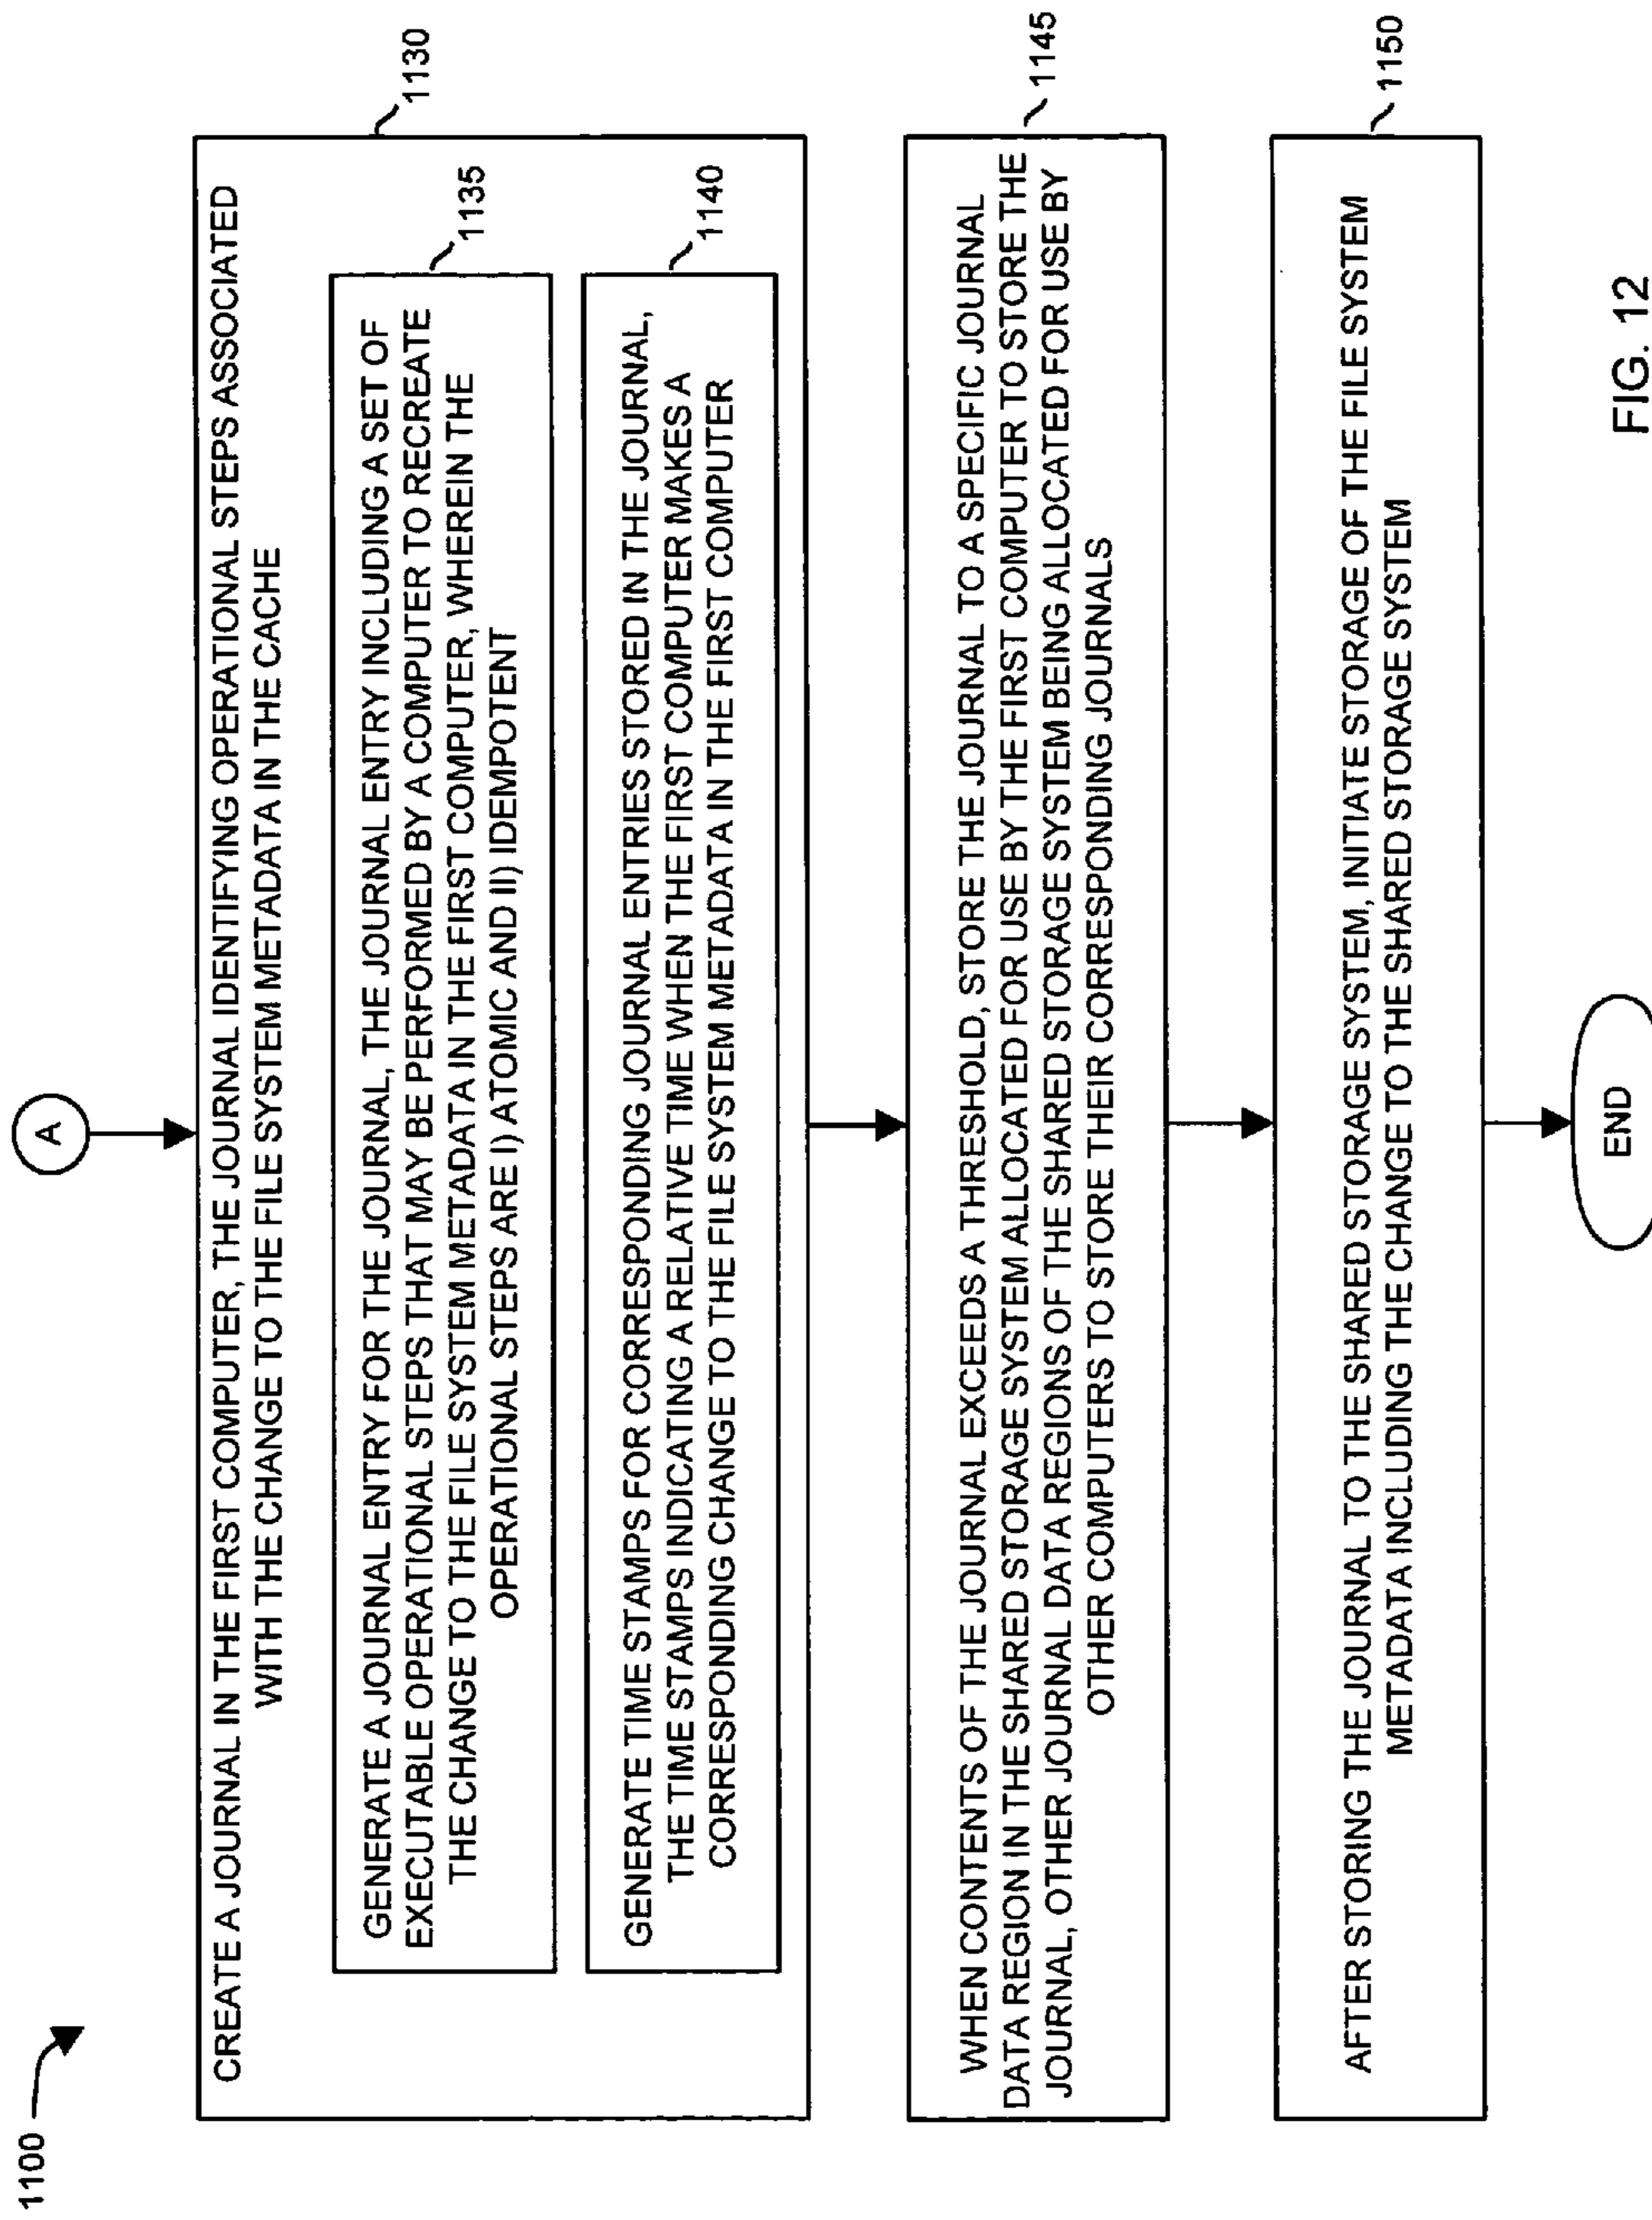 1100
A
CREATE A JOURNAL IN THE FIRST COMPUTER, THE JOURNAL IDENTIFYING OPERATIONAL STEPS ASSOCIATED
WITH THE CHANGE TO THE FILE SYSTEM METADATA IN THE CACHE
1130
GENERATE A JOURNAL ENTRY FOR THE JOURNAL, THE JOURNAL ENTRY INCLUDING A SET OF
EXECUTABLE OPERATIONAL STEPS THAT MAY BE PERFORMED BY A COMPUTER TO RECREATE
THE CHANGE TO THE FILE SYSTEM METADATA IN THE FIRST COMPUTER, WHEREIN THE
OPERATIONAL STEPS ARE I) ATOMIC AND II) IDEMPOTENT
1135
GENERATE TIME STAMPS FOR CORRESPONDING JOURNAL ENTRIES STORED IN THE JOURNAL,
THE TIME STAMPS INDICATING A RELATIVE TIME WHEN THE FIRST COMPUTER MAKES A
CORRESPONDING CHANGE TO THE FILE SYSTEM METADATA IN THE FIRST COMPUTER
1140
WHEN CONTENTS OF THE JOURNAL EXCEEDS A THRESHOLD, STORE THE JOURNAL TO A SPECIFIC JOURNAL
DATA REGION IN THE SHARED STORAGE SYSTEM ALLOCATED FOR USE BY THE FIRST COMPUTER TO STORE THE
JOURNAL, OTHER JOURNAL DATA REGIONS OF THE SHARED STORAGE SYSTEM BEING ALLOCATED FOR USE BY
OTHER COMPUTERS TO STORE THEIR CORRESPONDING JOURNALS
1145
AFTER STORING THE JOURNAL TO THE SHARED STORAGE SYSTEM, INITIATE STORAGE OF THE FILE SYSTEM
METADATA INCLUDING THE CHANGE TO THE SHARED STORAGE SYSTEM
1150
END
FIG. 12